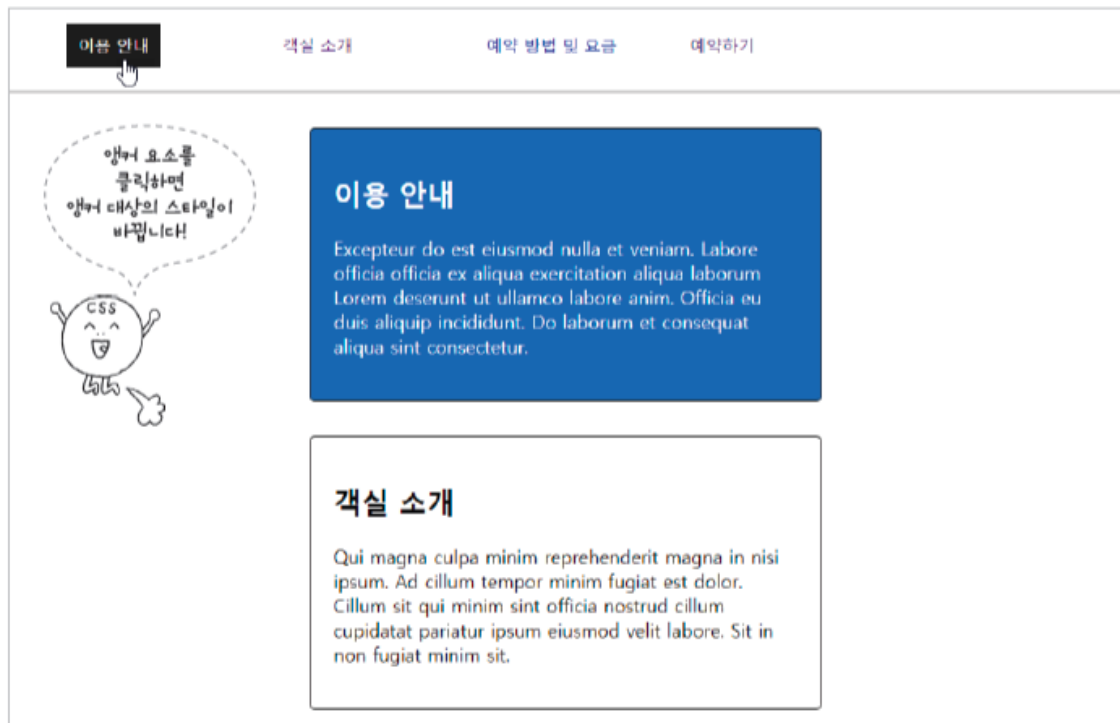 이용 안내 객실 소개 예약 방법 및 요금 예약하기
앵커 요소를
클릭하면
앵커 대상의 스타일이
바뀝니다!
CSS
이용 안내
Excepteur do est eiusmod nulla et veniam. Labore
officia officia ex aliqua exercitation aliqua laborum
Lorem deserunt ut ullamco labore anim. Officia eu
duis aliquip incididunt. Do laborum et consequat
aliqua sint consectetur.
객실 소개
Qui magna culpa minim reprehenderit magna in nisi
ipsum. Ad cillum tempor minim fugiat est dolor.
Cillum sit qui minim sint officia nostrud cillum
cupidatat pariatur ipsum eiusmod velit labore. Sit in
non fugiat minim sit.